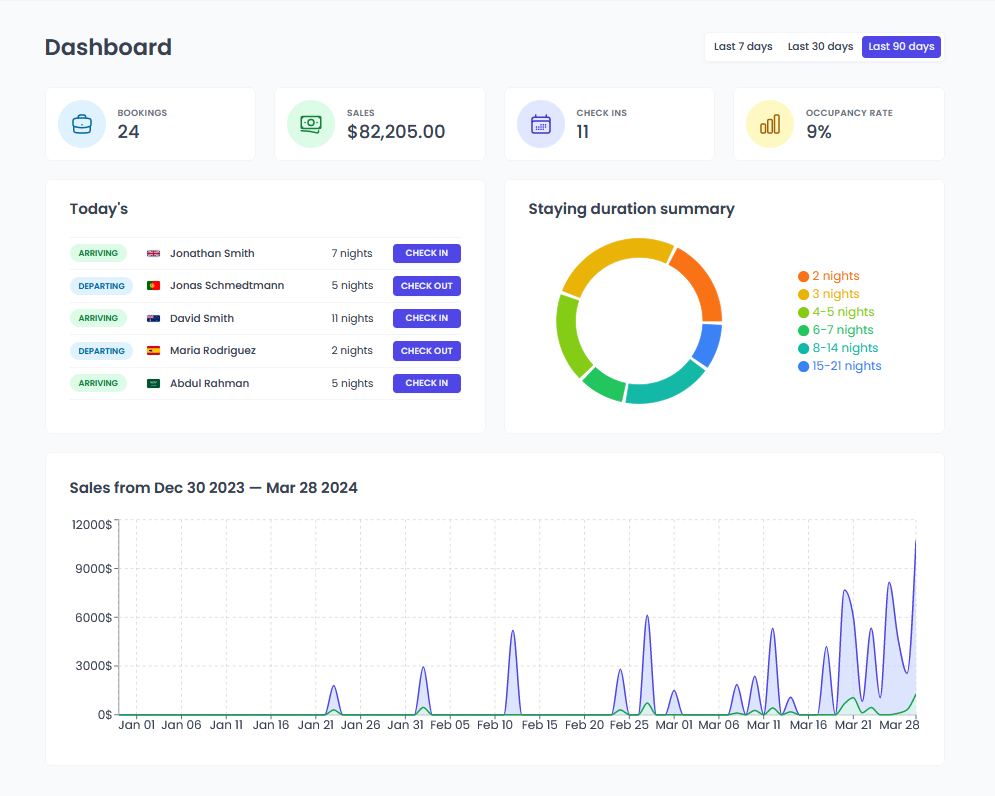 Dashboard
Last 7 days Last 30 days Last 90 days
BOOKINGS
24
SALES
$82,205.00
CHECK INS
11
OCCUPANCY RATE
9%
Today's
ARRIVING Jonathan Smith 7 nights CHECK IN
DEPARTING Jonas Schmedtmann 5 nights CHECK OUT
ARRIVING David Smith 11 nights CHECK IN
DEPARTING Maria Rodriguez 2 nights CHECK OUT
ARRIVING Abdul Rahman 5 nights CHECK IN
Staying duration summary
2 nights
3 nights
4-5 nights
6-7 nights
8-14 nights
15-21 nights
Sales from Dec 30 2023 — Mar 28 2024
12000$
9000$
6000$
3000$
0$
Jan 01 Jan 06 Jan 11 Jan 16 Jan 21 Jan 26 Jan 31 Feb 05 Feb 10 Feb 15 Feb 20 Feb 25 Mar 01 Mar 06 Mar 11 Mar 16 Mar 21 Mar 28